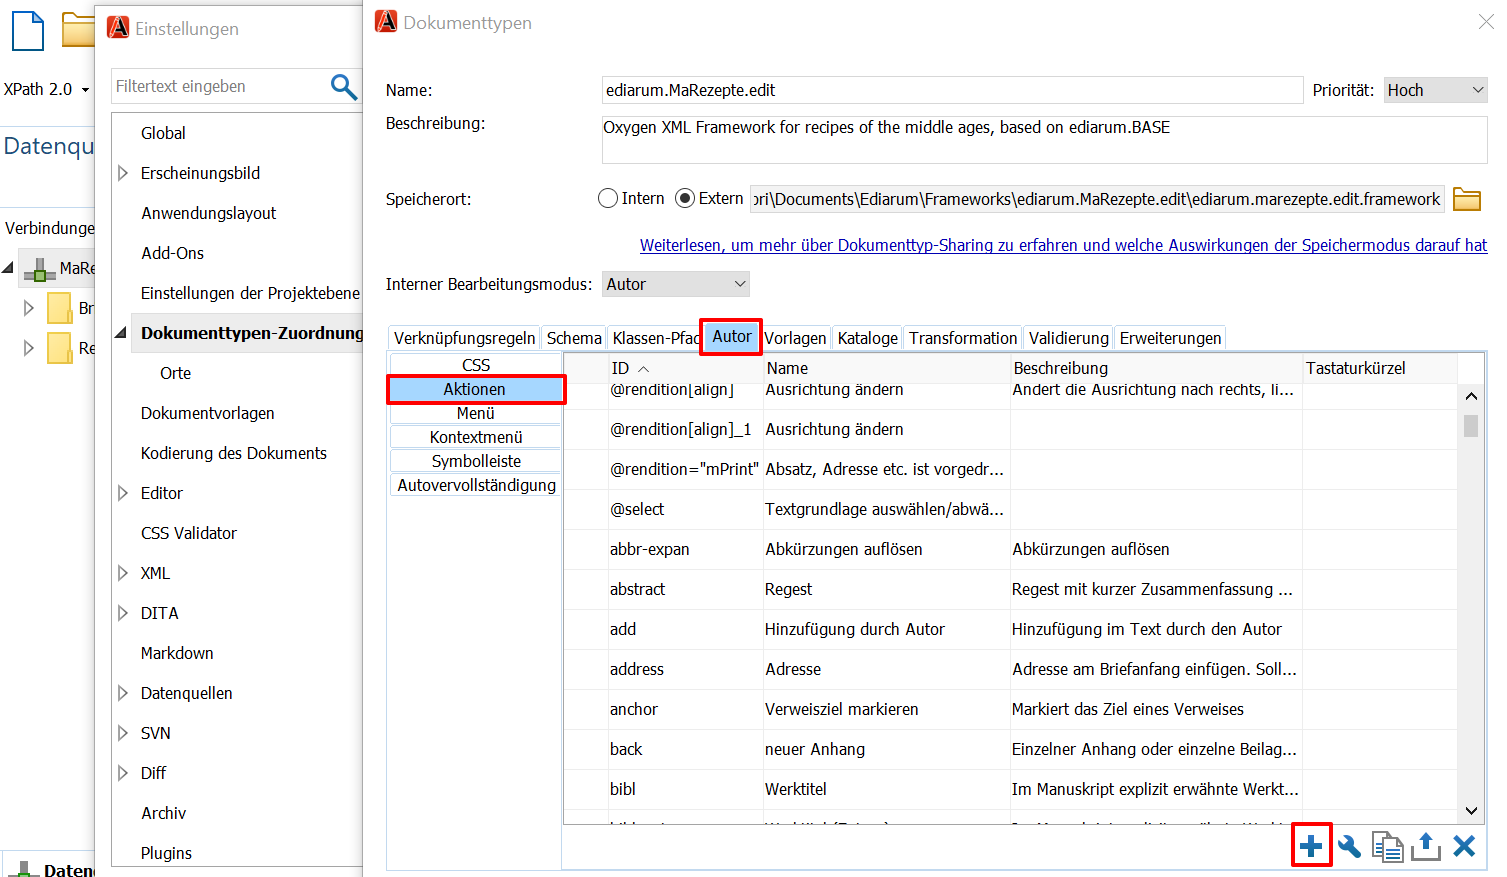 XPath 2.0
Datenqu
Verbindunge
MaRe
Br
Re
Daten
Einstellungen
Filtertext eingeben
Global
Erscheinungsbild
Anwendungslayout
Add-Ons
Einstellungen der Projektebene
Dokumenttypen-Zuordnung
Orte
Dokumentvorlagen
Kodierung des Dokuments
Editor
CSS Validator
XML
DITA
Markdown
Datenquellen
SVN
Diff
Archiv
Plugins
Dokumenttypen
Name: ediarum.MaRezepte.edit Priorität: Hoch
Beschreibung: Oxygen XML Framework for recipes of the middle ages, based on ediarum.BASE
Speicherort: Intern Extern ori\Documents\Ediarum\Frameworks\ediarum.MaRezepte.edit\ediarum.marezepte.edit.framework
Weiterlesen, um mehr über Dokumenttyp-Sharing zu erfahren und welche Auswirkungen der Speichermodus darauf hat
Interner Bearbeitungsmodus: Autor
Verknüpfungsregeln Schema Klassen-Pfad Autor Vorlagen Kataloge Transformation Validierung Erweiterungen
CSS
Aktionen
Menü
Kontextmenü
Symbolleiste
Autovervollständigung
ID Name Beschreibung Tastaturkürzel
@rendition[align] Ausrichtung ändern Ändert die Ausrichtung nach rechts, li...
@rendition[align]_1 Ausrichtung ändern
@rendition="mPrint" Absatz, Adresse etc. ist vorgedr...
@select Textgrundlage auswählen/abwä...
abbr-expan Abkürzungen auflösen Abkürzungen auflösen
abstract Regest Regest mit kurzer Zusammenfassung ...
add Hinzufügung durch Autor Hinzufügung im Text durch den Autor
address Adresse Adresse am Briefanfang einfügen. Soll...
anchor Verweisziel markieren Markiert das Ziel eines Verweises
back neuer Anhang Einzelner Anhang oder einzelne Beilag...
bibl Werktitel Im Manuskript explizit erwähnte Werkt...